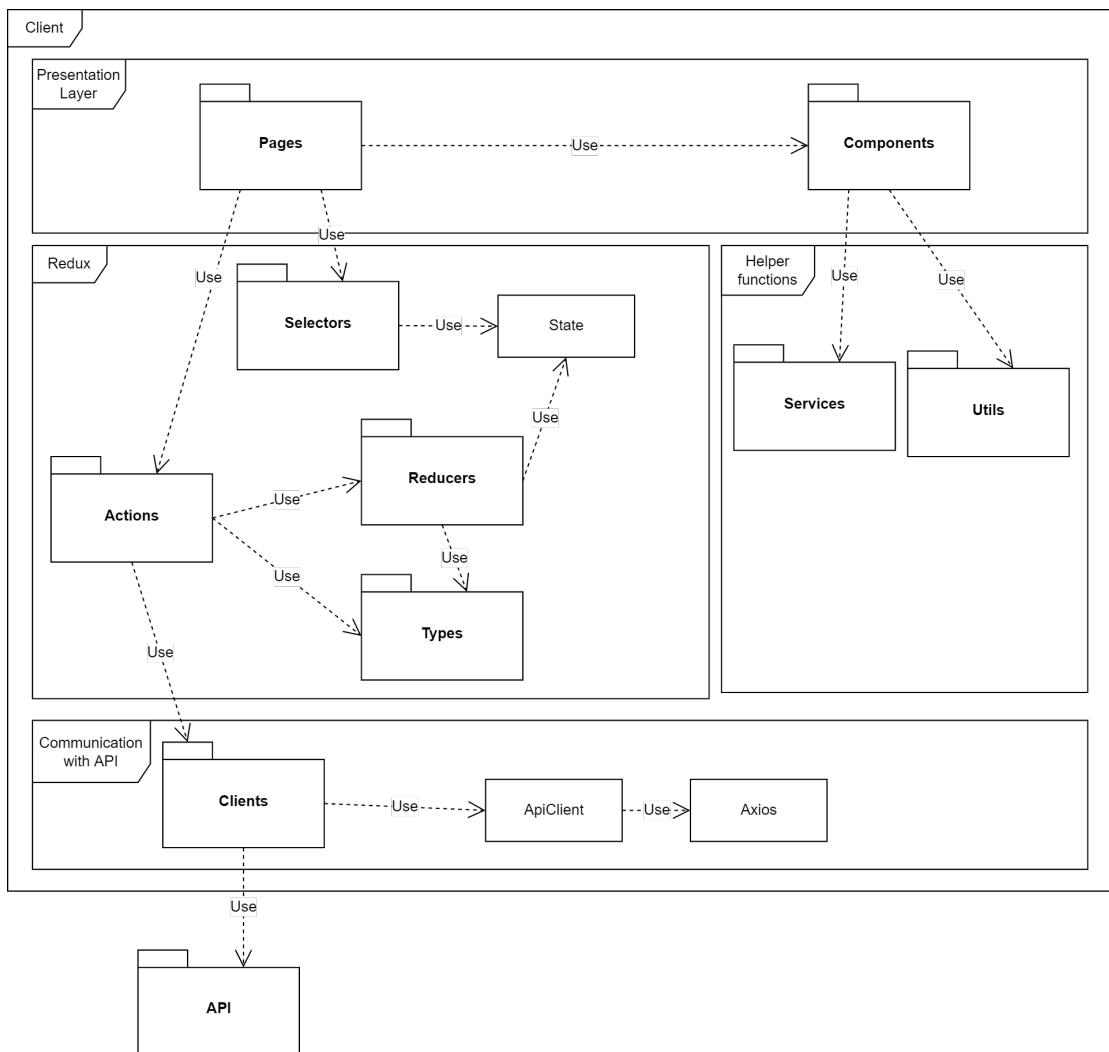 Client
Presentation
Layer
Pages
Use
Components
Use
Use
Use
Use
Redux
Selectors
Use
State
Helper
functions
Services
Utils
Use
Reducers
Actions
Use
Use
Use
Types
Use
Communication
with API
Clients
Use
ApiClient
Use
Axios
Use
API